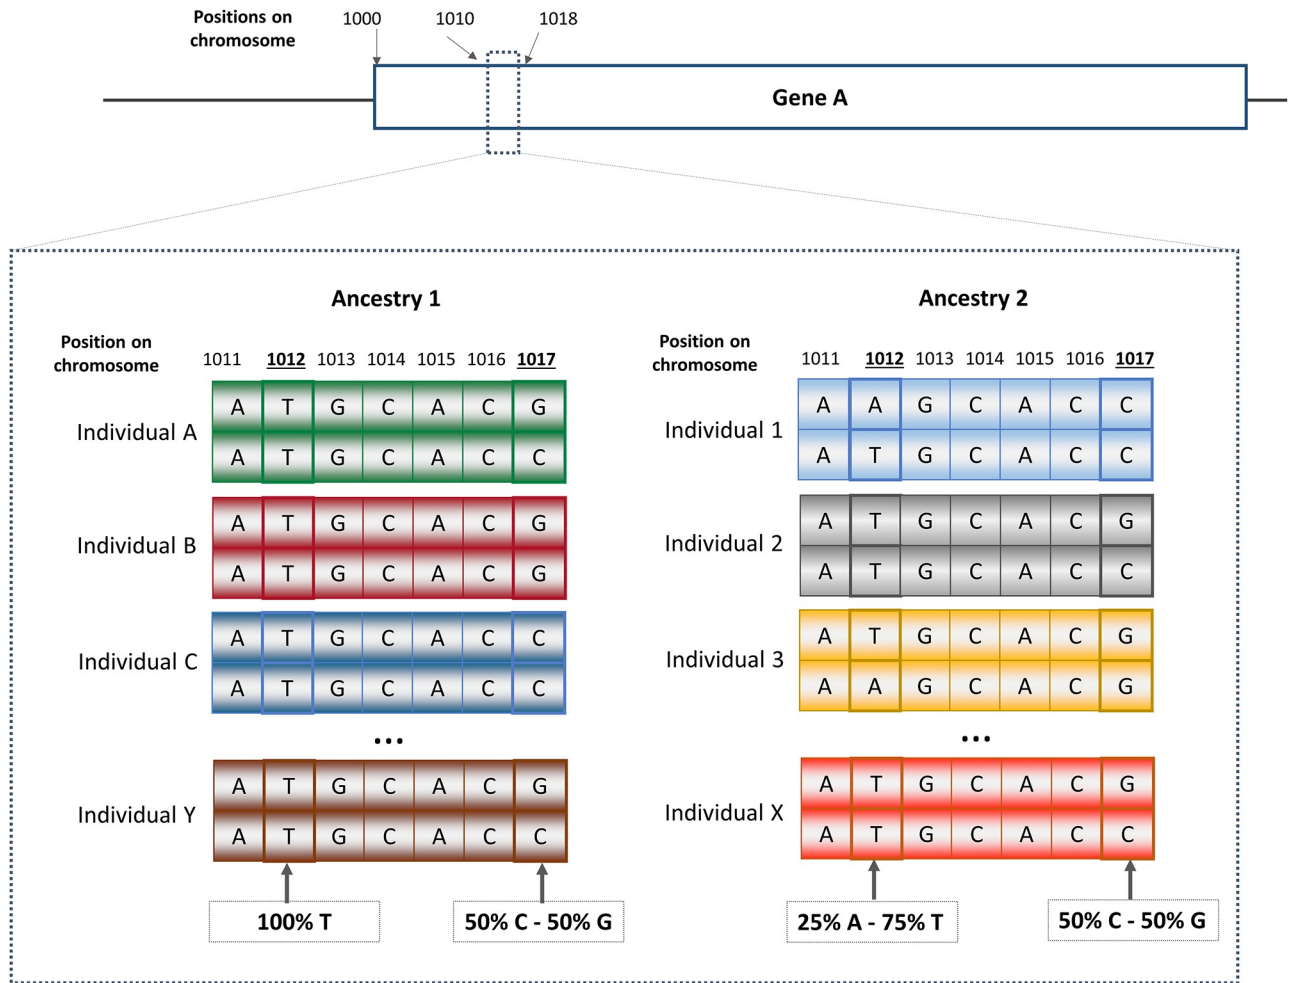 Positions on
chromosome
1000
1010
1018
Gene A
Ancestry 1
Position on
chromosome
1011 1012 1013 1014 1015 1016 1017
Individual A
A T G C A C G
A T G C A C C
Individual B
A T G C A C G
A T G C A C G
Individual C
A T G C A C C
A T G C A C C
...
Individual Y
A T G C A C G
A T G C A C C
100% T
50% C - 50% G
Ancestry 2
Position on
chromosome
1011 1012 1013 1014 1015 1016 1017
Individual 1
A A G C A C C
A T G C A C C
Individual 2
A T G C A C G
A T G C A C C
Individual 3
A T G C A C G
A A G C A C G
...
Individual X
A T G C A C G
A T G C A C C
25% A - 75% T
50% C - 50% G